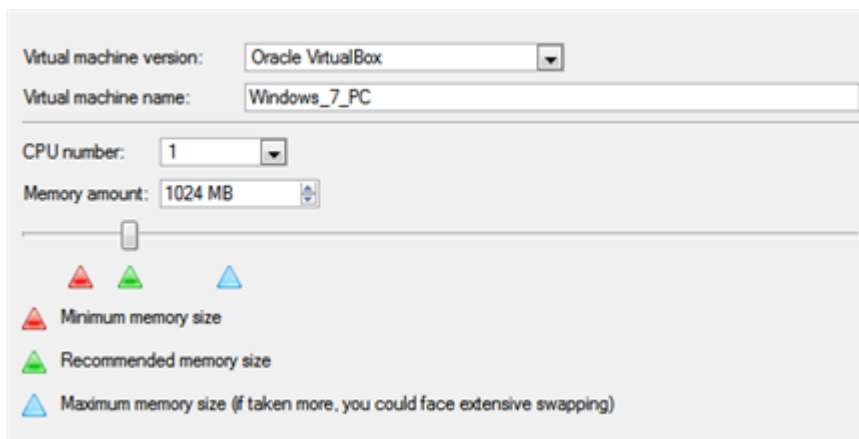 Virtual machine version: Oracle VirtualBox
Virtual machine name: Windows_7_PC
CPU number: 1
Memory amount: 1024 MB
Minimum memory size
Recommended memory size
Maximum memory size (if taken more, you could face extensive swapping)